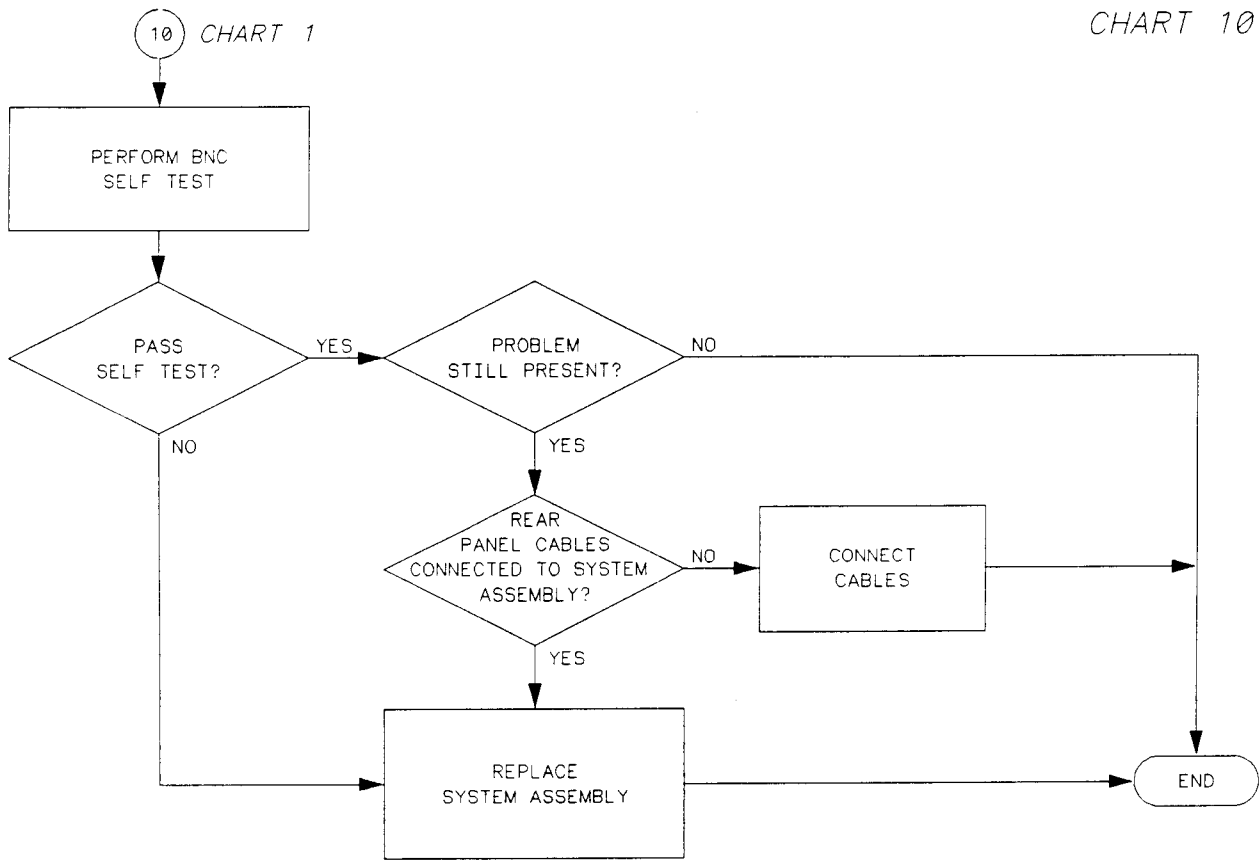 10 CHART 1
CHART 10
PERFORM BNC
SELF TEST
PASS
SELF TEST?
YES
NO
PROBLEM
STILL PRESENT?
NO
YES
REAR
PANEL CABLES
CONNECTED TO SYSTEM
ASSEMBLY?
NO
YES
CONNECT
CABLES
REPLACE
SYSTEM ASSEMBLY
END